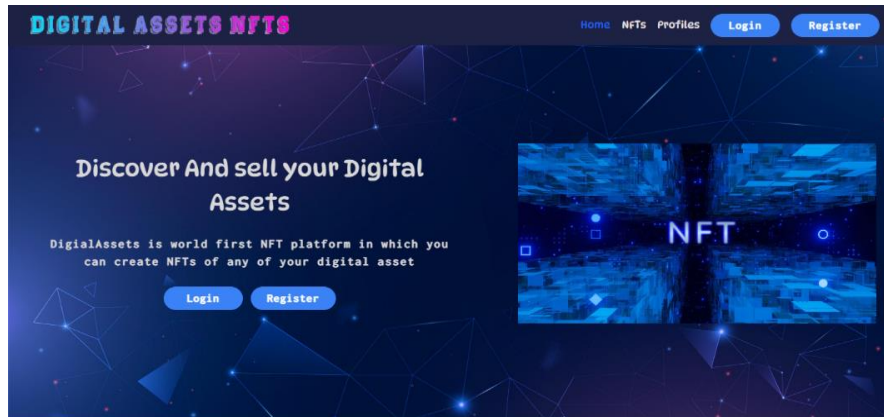 DIGITAL ASSETS NFTS
Home NFTs Profiles Login Register
Discover And sell your Digital
Assets
DigialAssets is world first NFT platform in which you
can create NFTs of any of your digital asset
Login Register
NFT